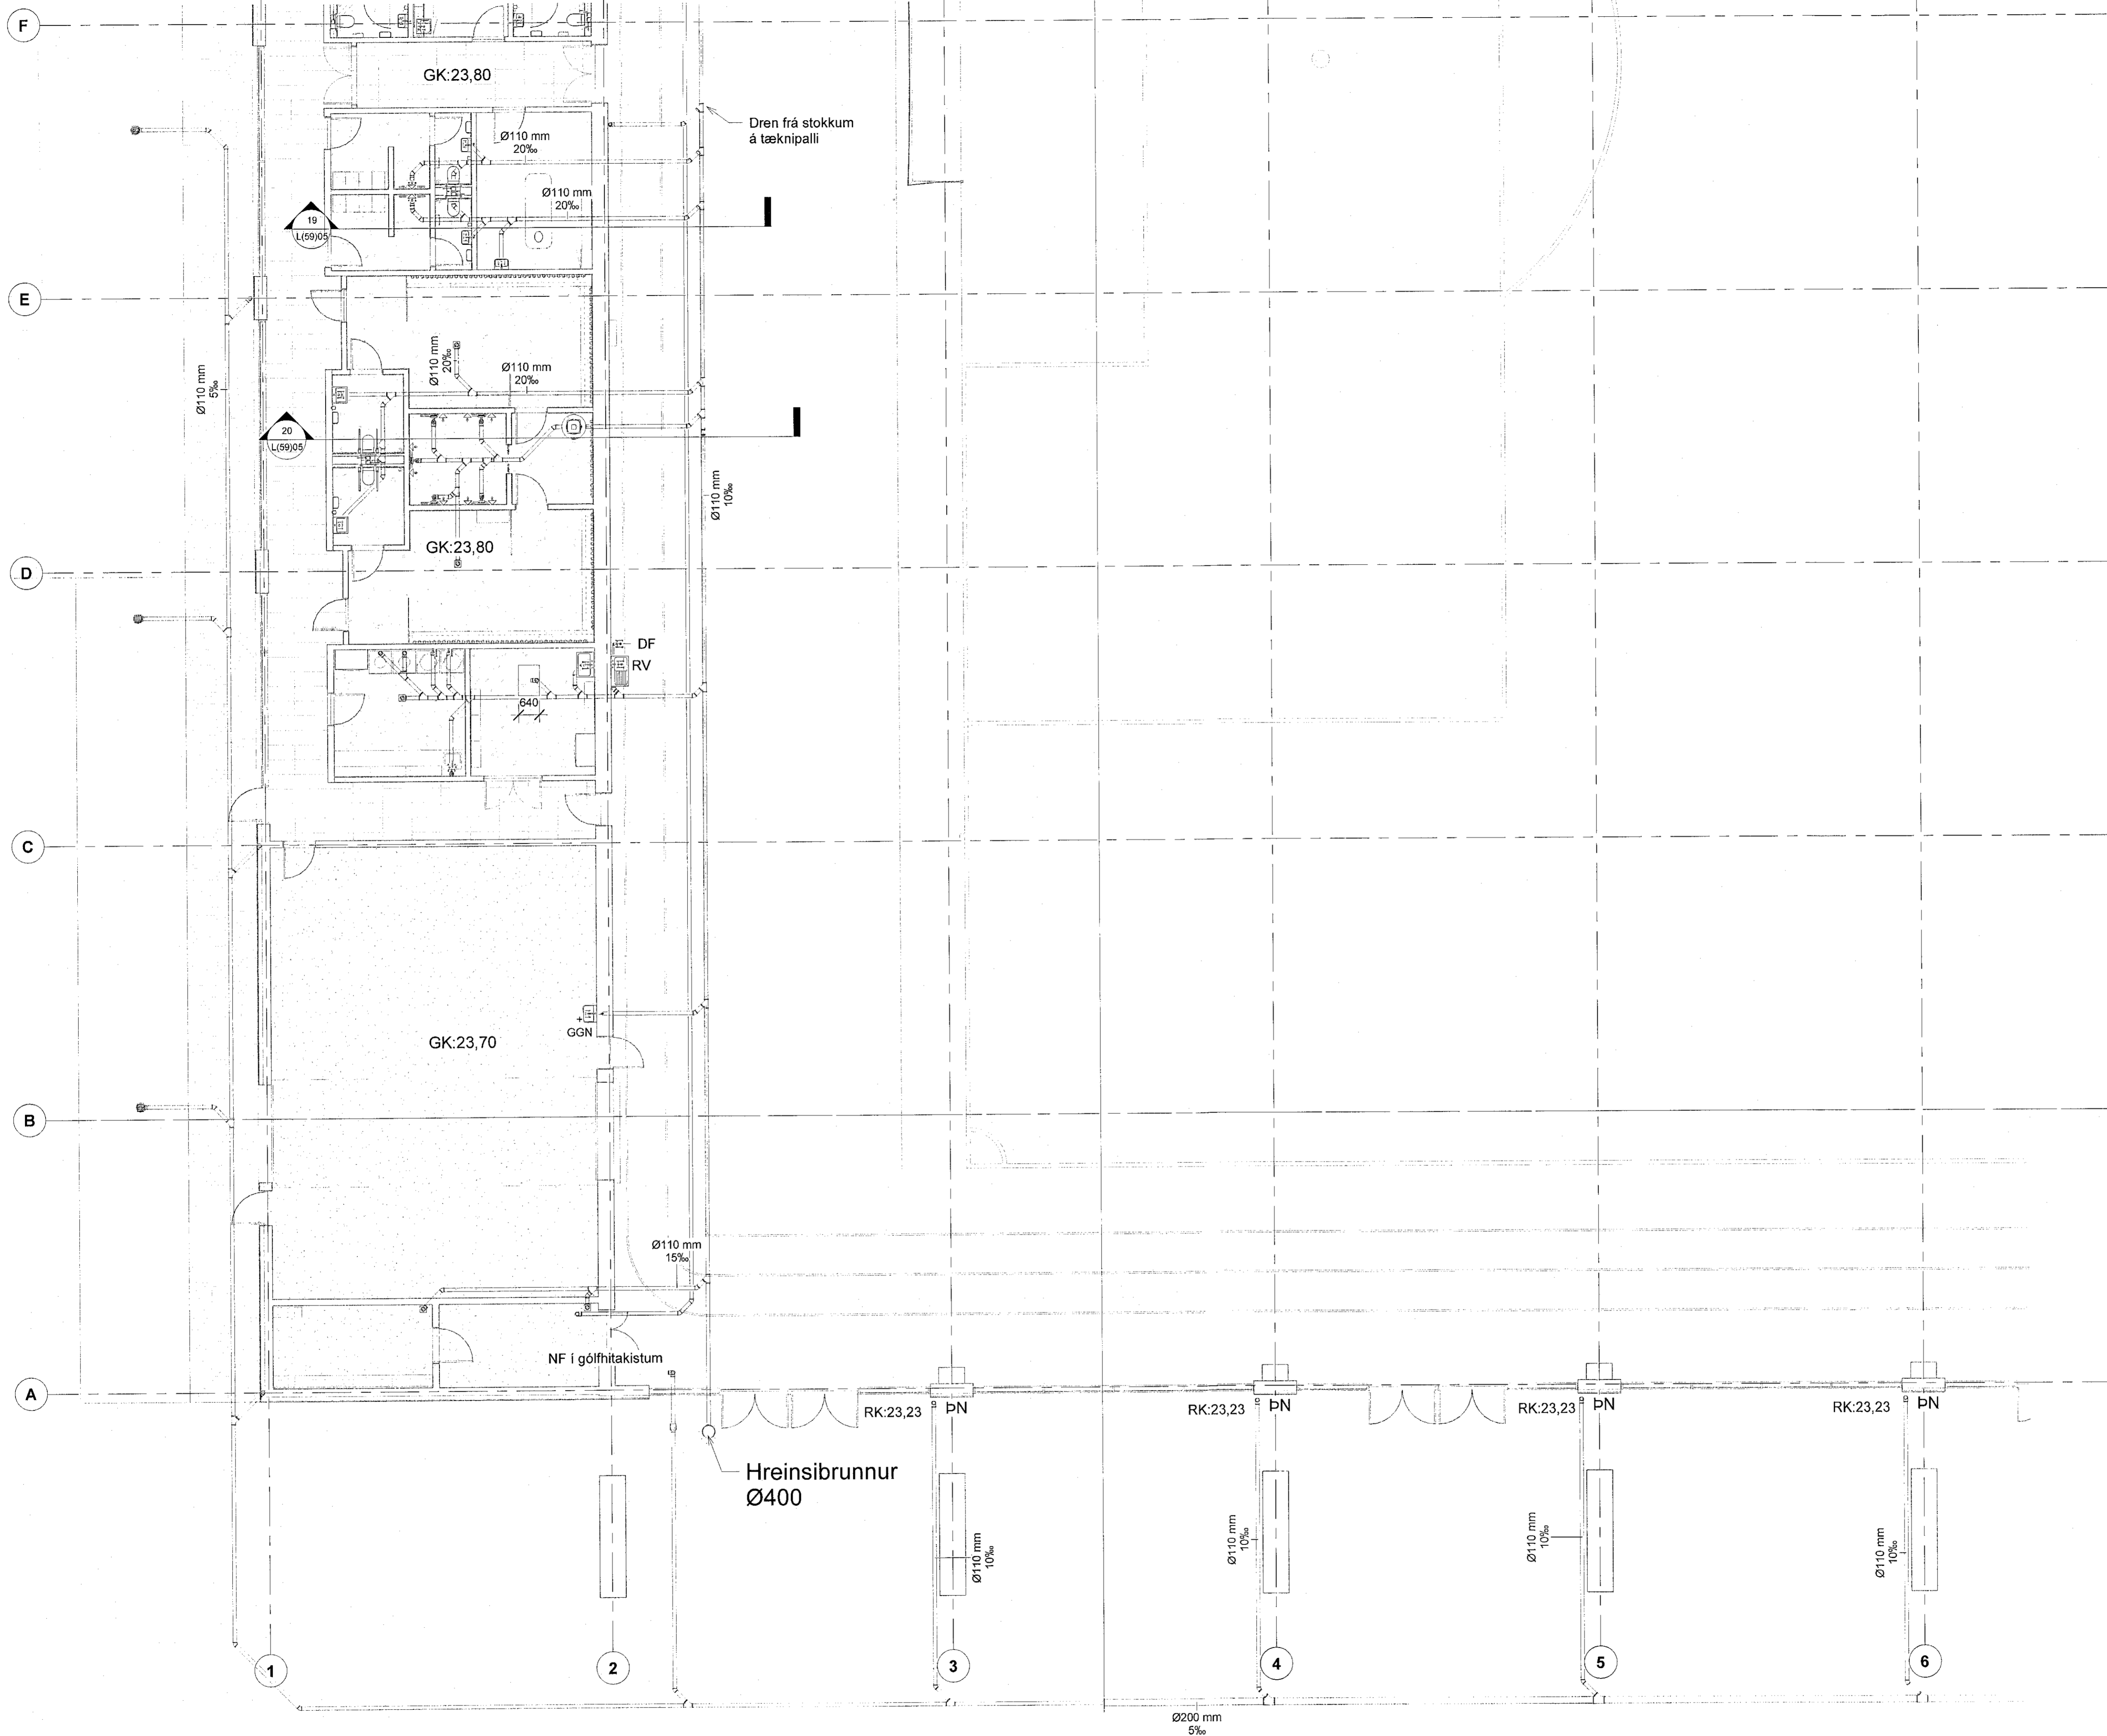 F
GK:23,80
Dren frá stokkum
á tæknipalli
Ø110 mm
20‰
Ø110 mm
20‰
19
L(59)05
E
Ø110 mm
20‰
Ø110 mm
20‰
Ø110 mm
5‰
20
L(59)05
Ø110 mm
10‰
GK:23,80
D
DF
RV
640
C
GGN
GK:23,70
B
Ø110 mm
15‰
NF í gólfhitakistum
A
RK:23,23
ÞN
RK:23,23
ÞN
RK:23,23
ÞN
RK:23,23
ÞN
Hreinsibrunnur
Ø400
Ø110 mm
10‰
Ø110 mm
10‰
Ø110 mm
10‰
Ø110 mm
10‰
1
2
3
4
5
6
Ø200 mm
5‰